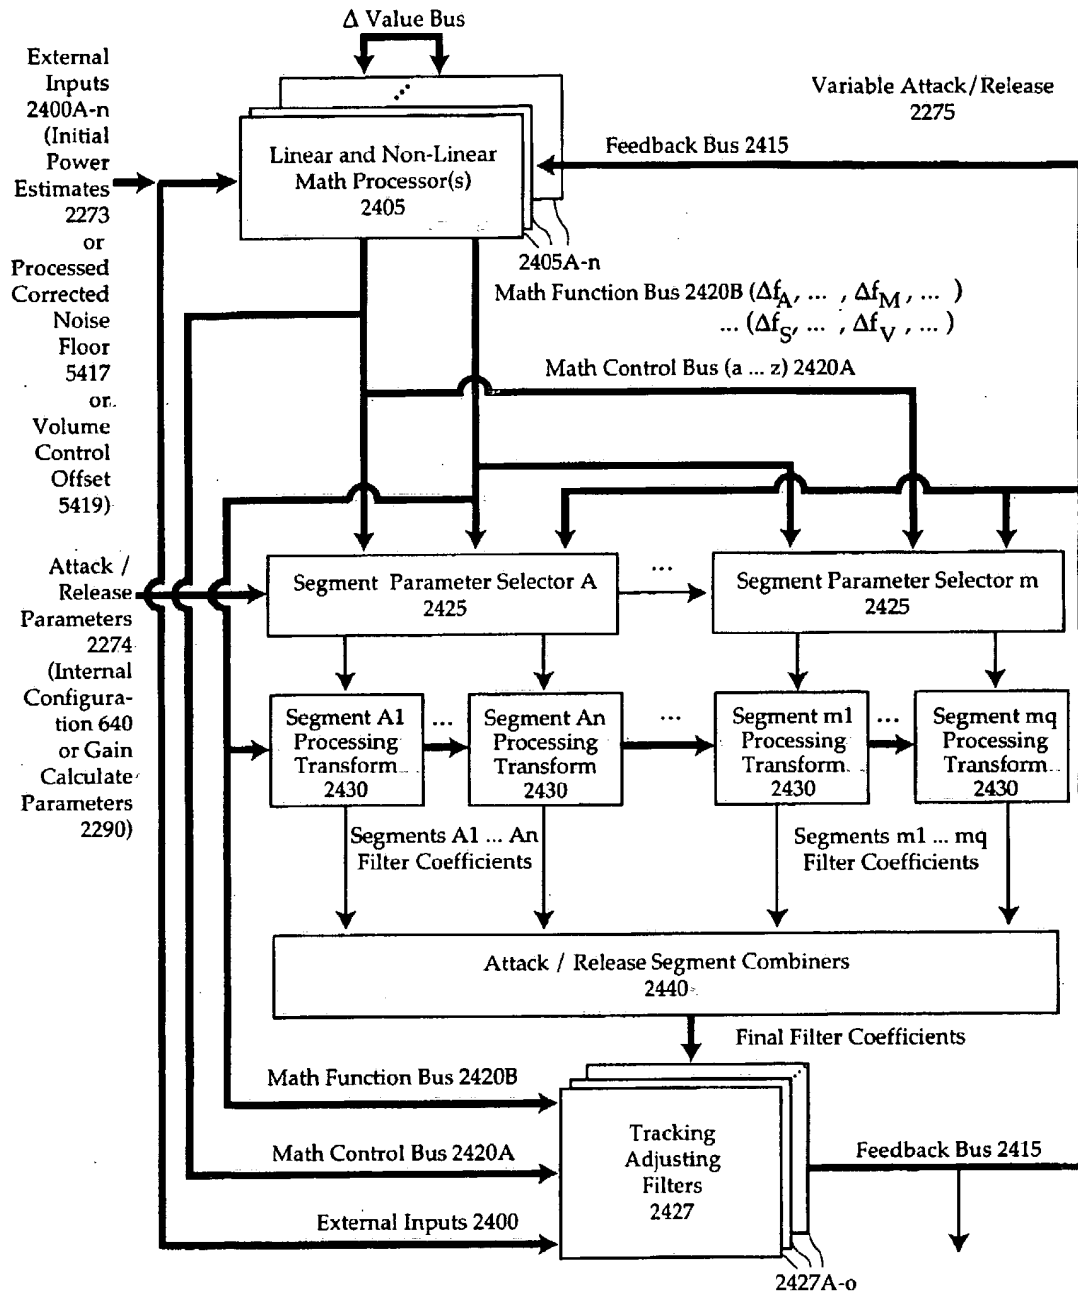 Δ Value Bus
External
Inputs
2400A-n
(Initial
Power
Estimates
2273
or
Processed
Corrected
Noise
Floor
5417
or
Volume
Control
Offset
5419)
Variable Attack/Release
2275
Feedback Bus 2415
Linear and Non-Linear
Math Processor(s)
2405
2405A-n
Math Function Bus 2420B (Δf_A, ... , Δf_M, ... )
... (Δf_S, ... , Δf_V, ... )
Math Control Bus (a ... z) 2420A
Attack /
Release
Parameters
2274
(Internal
Configura-
tion 640
or Gain
Calculate
Parameters
2290)
Segment Parameter Selector A
2425
...
Segment Parameter Selector m
2425
Segment A1
Processing
Transform
2430
...
Segment An
Processing
Transform
2430
...
Segment m1
Processing
Transform
2430
...
Segment mq
Processing
Transform
2430
Segments A1 ... An
Filter Coefficients
Segments m1 ... mq
Filter Coefficients
Attack / Release Segment Combiners
2440
Final Filter Coefficients
Math Function Bus 2420B
Math Control Bus 2420A
External Inputs 2400
Tracking
Adjusting
Filters
2427
Feedback Bus 2415
2427A-o